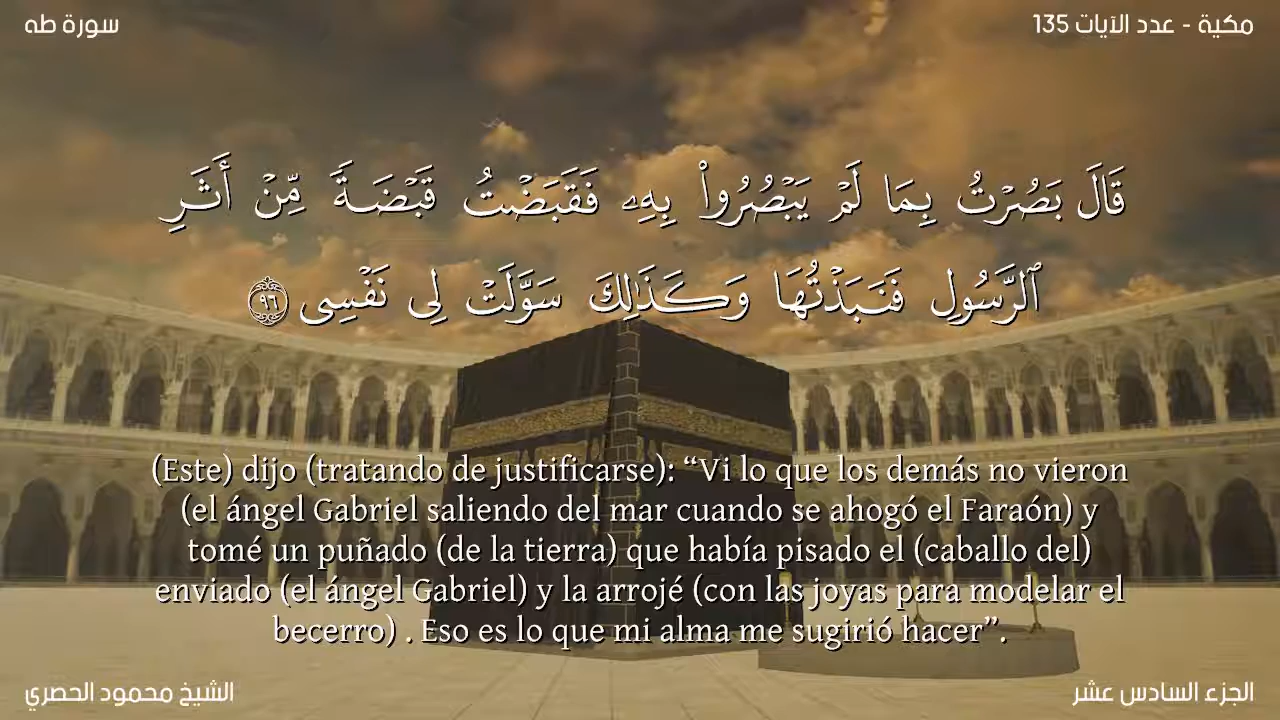 سورة طه
مكية - عدد الآيات 135
قَالَ بَصُرْتُ بِمَا لَمْ يَبْصُرُوا۟ بِهِۦ فَقَبَضْتُ قَبْضَةً مِّنْ أَثَرِ
ٱلرَّسُولِ فَنَبَذْتُهَا وَكَذَٰلِكَ سَوَّلَتْ لِى نَفْسِى ٩٦
(Este) dijo (tratando de justificarse): “Vi lo que los demás no vieron
(el ángel Gabriel saliendo del mar cuando se ahogó el Faraón) y
tomé un puñado (de la tierra) que había pisado el (caballo del)
enviado (el ángel Gabriel) y la arrojé (con las joyas para modelar el
becerro) . Eso es lo que mi alma me sugirió hacer”.
الشيخ محمود الحصري
الجزء السادس عشر